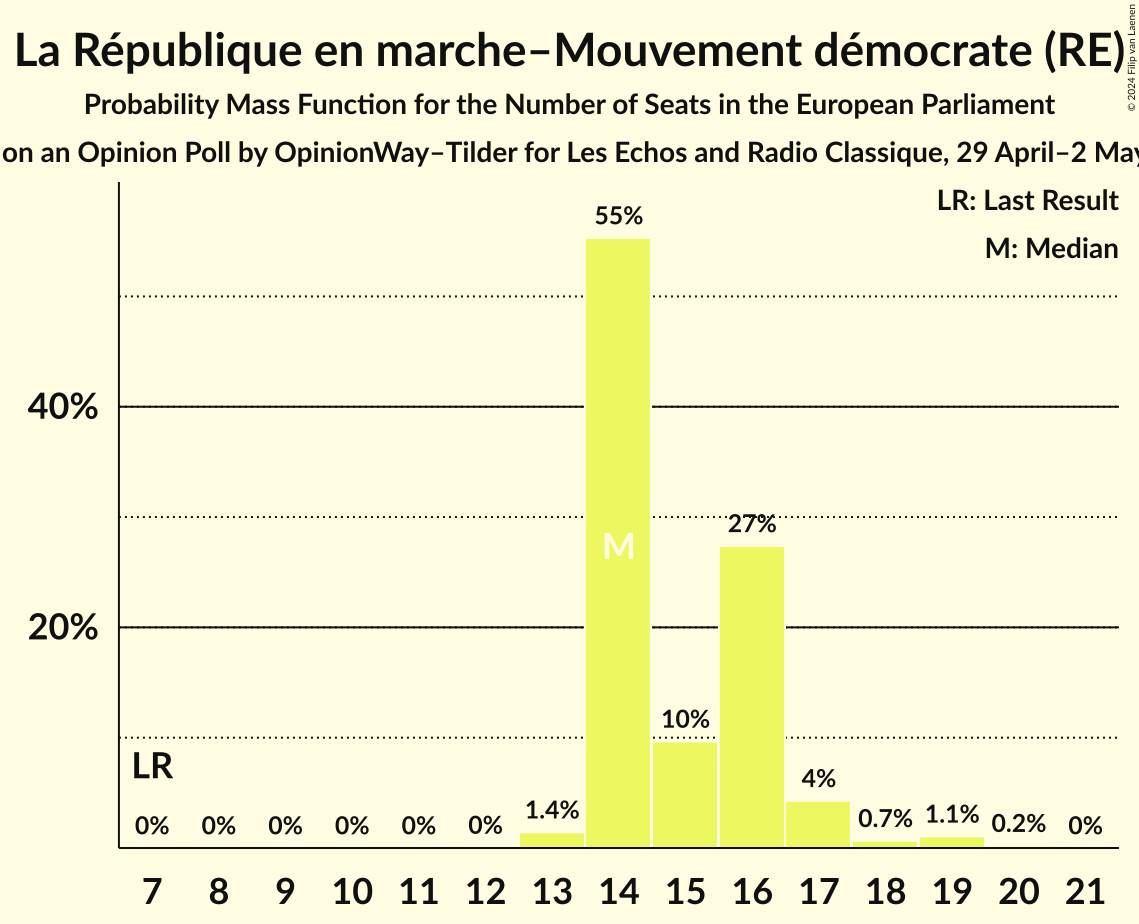 La République en marche–Mouvement démocrate (RE)
© 2024 Filip van Laenen
Probability Mass Function for the Number of Seats in the European Parliament
on an Opinion Poll by OpinionWay–Tilder for Les Echos and Radio Classique, 29 April–2 May
LR: Last Result
M: Median
55%
40%
27%
M
20%
10%
LR
4%
1.4%
0.7%
1.1%
0.2%
0% 0% 0% 0% 0% 0% 0%
7 8 9 10 11 12 13 14 15 16 17 18 19 20 21